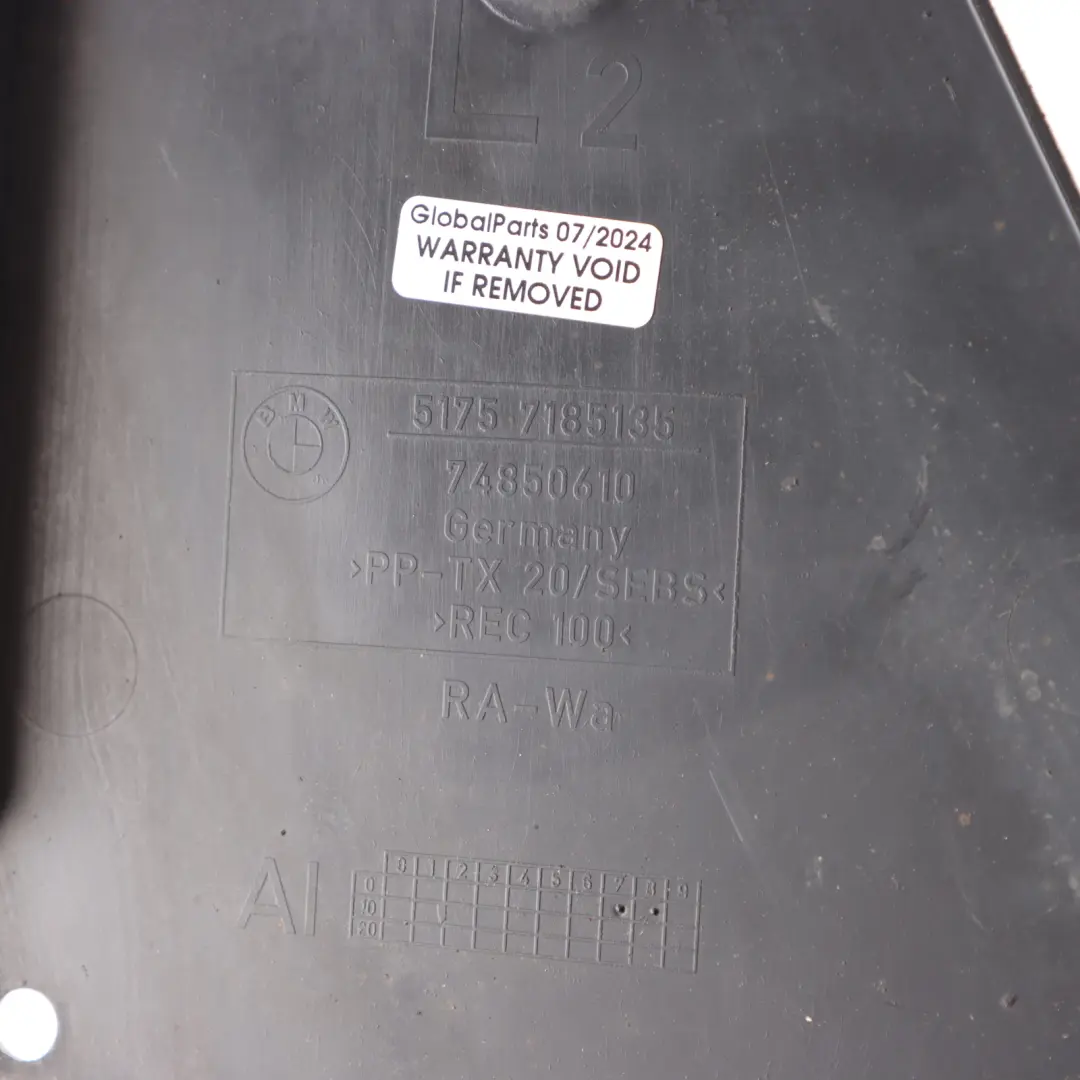 L 2
GlobalParts 07/2024
WARRANTY VOID
IF REMOVED
BMW
5175 7185135
74850610
Germany
>PP-TX 20/SEBS<
>REC 100<
RA-Wa
AI
0 1 2 3 4 5 6 7 8 9
0
10
20